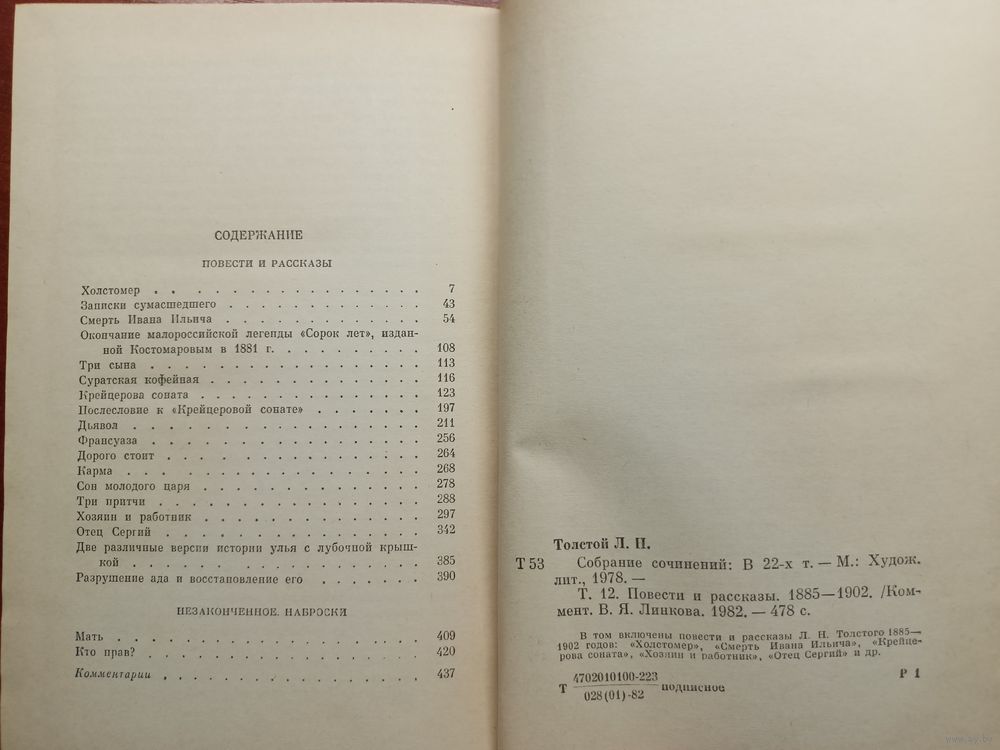 СОДЕРЖАНИЕ
ПОВЕСТИ И РАССКАЗЫ
Холстомер . . . . . . . . . . . . . . . . 7
Записки сумасшедшего . . . . . . . . . . . 43
Смерть Ивана Ильича . . . . . . . . . . . 54
Окончание малороссийской легенды «Сорок лет», издан-
ной Костомаровым в 1881 г. . . . . . . . . . 108
Три сына . . . . . . . . . . . . . . . . 113
Суратская кофейная . . . . . . . . . . . . 116
Крейцерова соната . . . . . . . . . . . . 123
Послесловие к «Крейцеровой сонате» . . . . . . 197
Дьявол . . . . . . . . . . . . . . . . . 211
Франсуаза . . . . . . . . . . . . . . . . 256
Дорого стоит . . . . . . . . . . . . . . . 264
Карма . . . . . . . . . . . . . . . . . 268
Сон молодого царя . . . . . . . . . . . . 278
Три притчи . . . . . . . . . . . . . . . 288
Хозяин и работник . . . . . . . . . . . . 297
Отец Сергий . . . . . . . . . . . . . . . 342
Две различные версии истории улья с лубочной крыш-
кой . . . . . . . . . . . . . . . . . 385
Разрушение ада и восстановление его . . . . . . 390
НЕЗАКОНЧЕННОЕ. НАБРОСКИ
Мать . . . . . . . . . . . . . . . . . 409
Кто прав? . . . . . . . . . . . . . . . . 420
Комментарии . . . . . . . . . . . . . . . 437
Толстой Л. Н.
Т 53 Собрание сочинений: В 22-х т. — М.: Худож.
лит., 1978. —
Т. 12. Повести и рассказы. 1885—1902. /Ком-
мент. В. Я. Линкова. 1982. — 478 с.
В том включены повести и рассказы Л. Н. Толстого 1885—
1902 годов: «Холстомер», «Смерть Ивана Ильича», «Крейце-
рова соната», «Хозяин и работник», «Отец Сергий» и др.
4702010100-223
Т подписное Р 1
028(01)-82